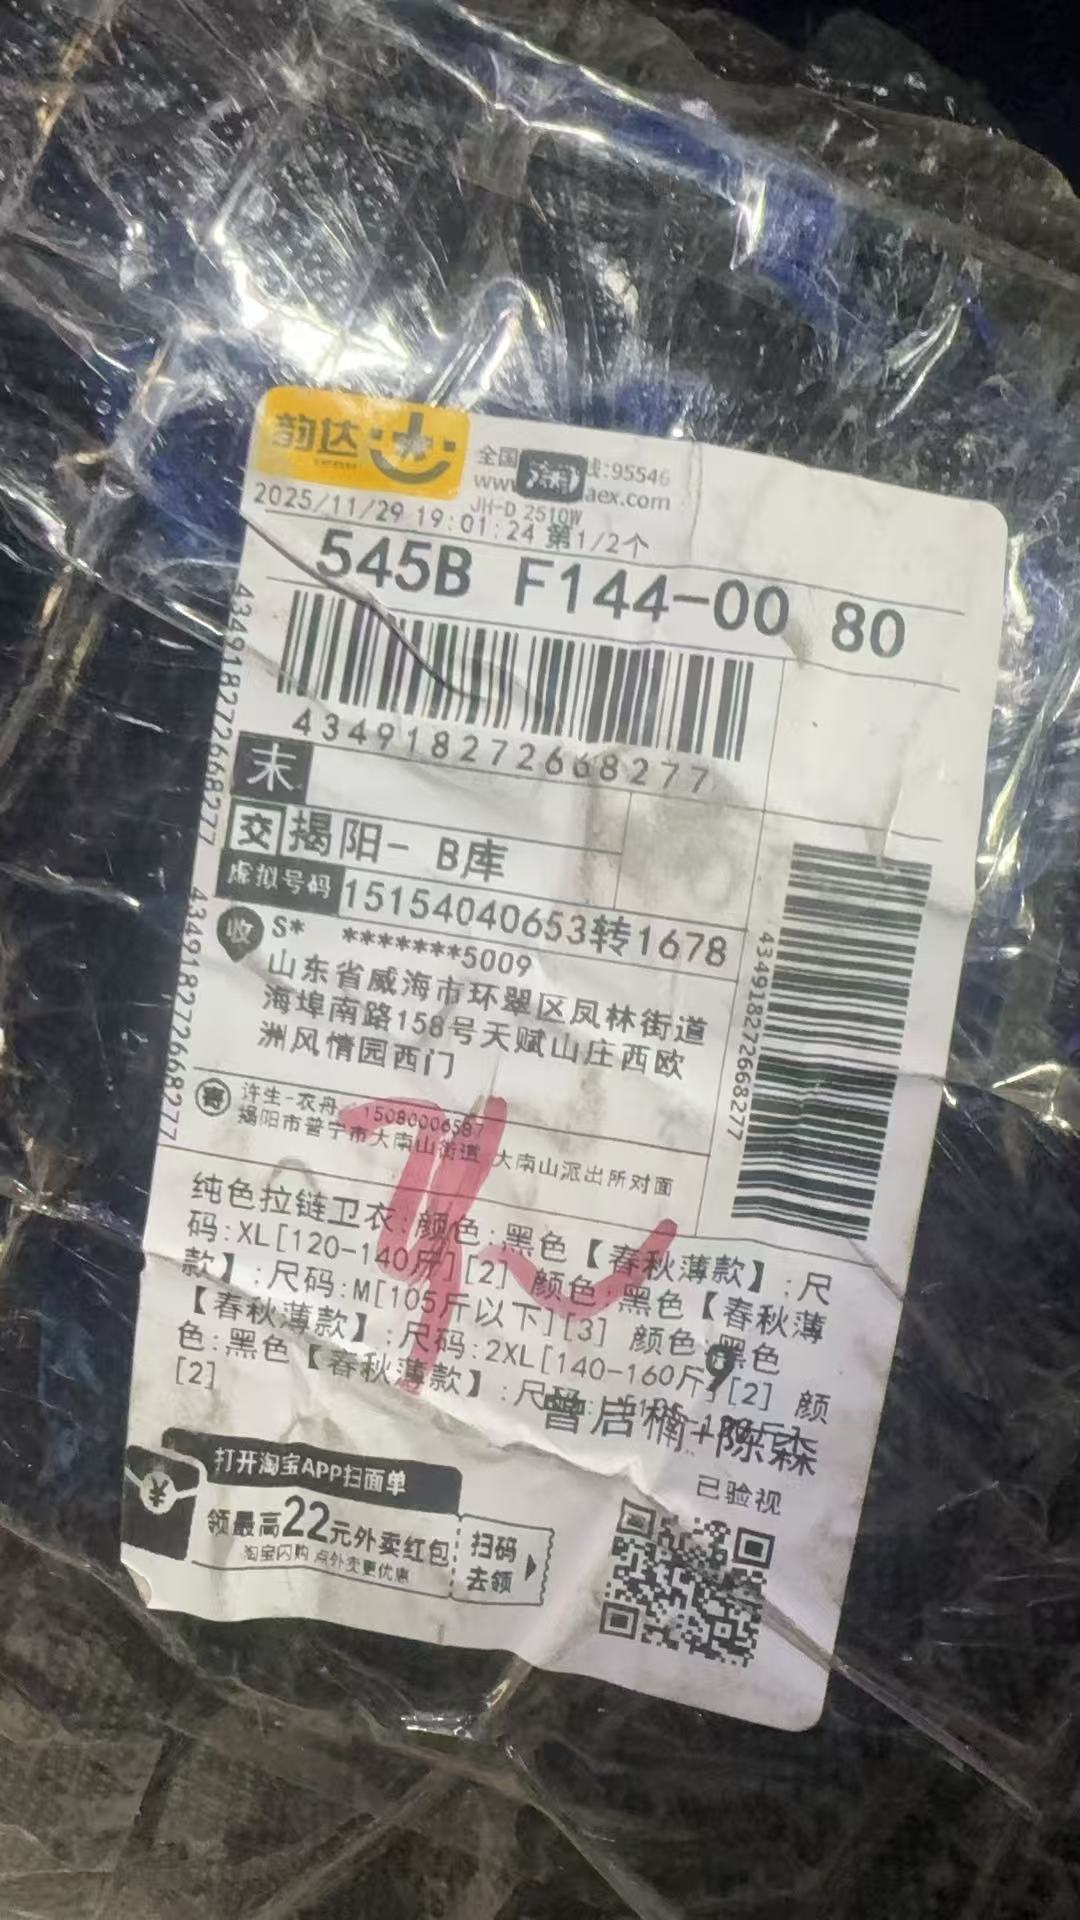 韵达
全国 线:95546
www. aex.com
JH-D 2510W
2025/11/29 19:01:24 第1/2个
545B F144-00 80
434918272668277
434918272668277
末
交 揭阳- B库
虚拟号码 15154040653转1678
收 S* *******5009
山东省威海市环翠区凤林街道
海埠南路158号天赋山庄西欧
洲风情园西门
434918272668277
434918272668277
寄 许生-衣舟 15080006587
揭阳市普宁市大南山街道 大南山派出所对面
纯色拉链卫衣:颜色:黑色【春秋薄款】;尺
码:XL[120-140斤][2] 颜色:黑色【春秋薄
款】;尺码:M[105斤以下][3] 颜色:黑色
【春秋薄款】;尺码:2XL[140-160斤][2] 颜
色:黑色【春秋薄款】;尺
[2]
9
曾启楠+陈森
已验视
打开淘宝APP扫面单
领最高22元外卖红包
淘宝闪购 点外卖更优惠
扫码
去领